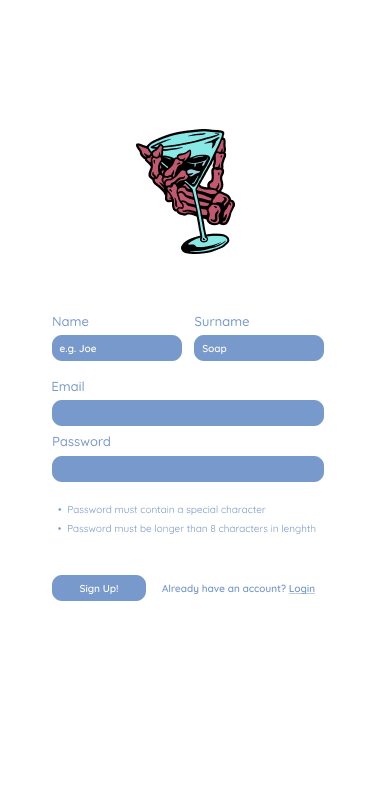 Name Surname
e.g. Joe Soap
Email
Password
• Password must contain a special character
• Password must be longer than 8 characters in lenghth
Sign Up! Already have an account? Login